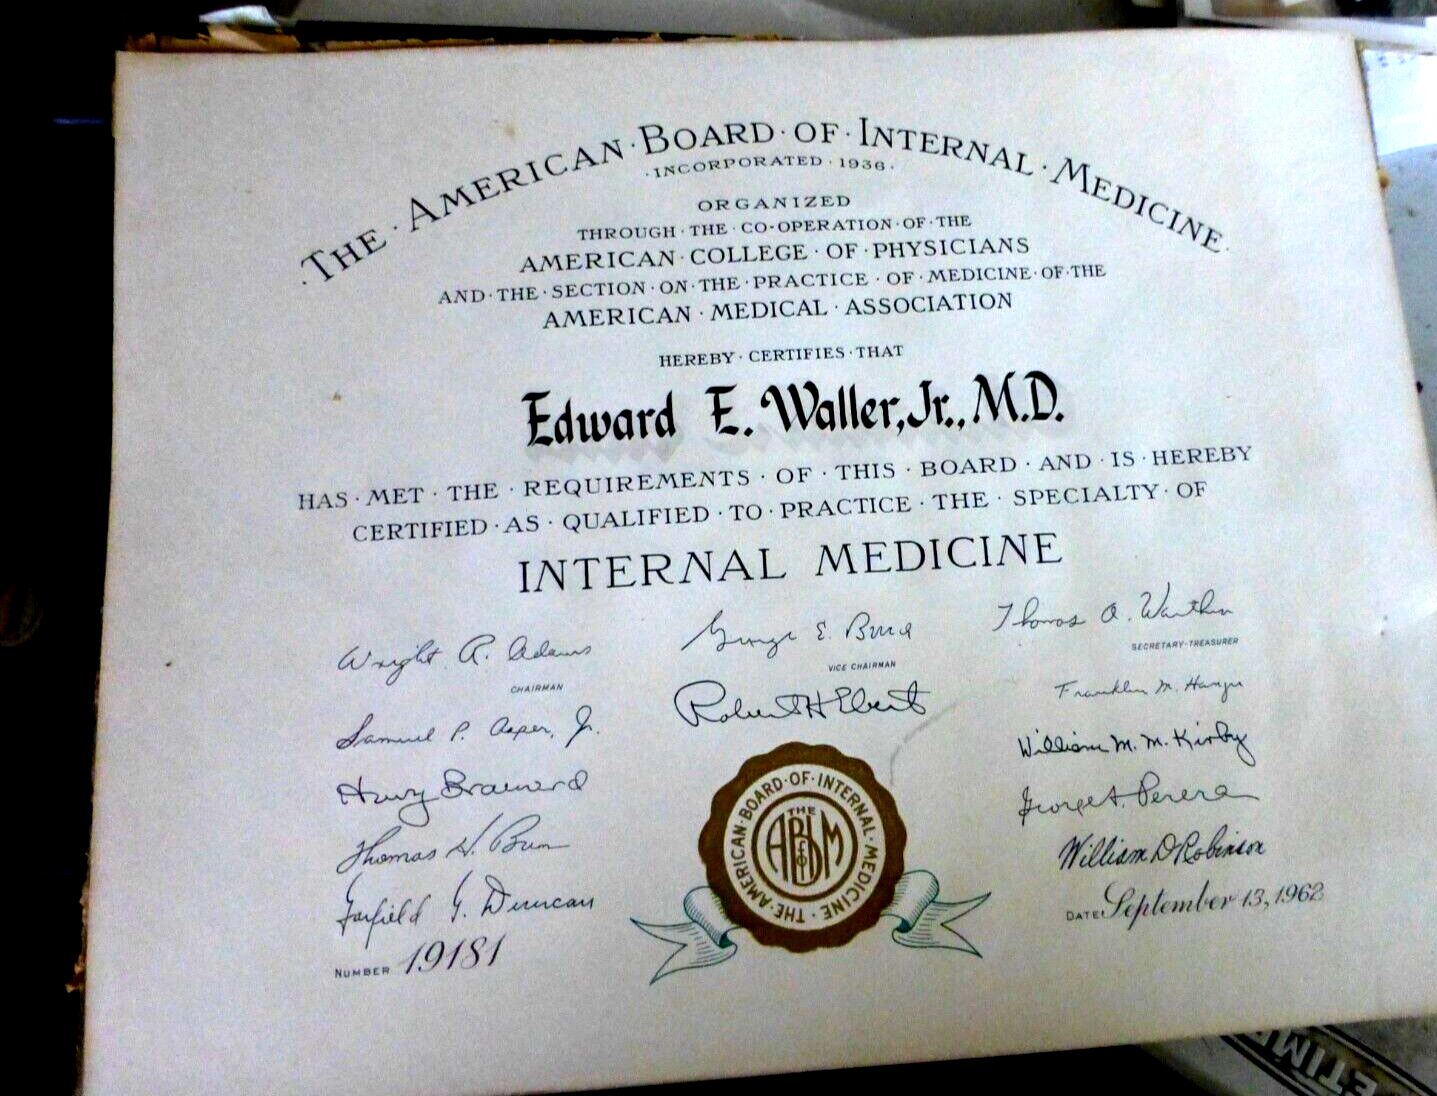 THE · AMERICAN · BOARD · OF · INTERNAL · MEDICINE
· INCORPORATED · 1936 ·
ORGANIZED
THROUGH · THE · CO-OPERATION · OF · THE
AMERICAN · COLLEGE · OF · PHYSICIANS
AND · THE · SECTION · ON · THE · PRACTICE · OF · MEDICINE · OF · THE
AMERICAN · MEDICAL · ASSOCIATION
HEREBY · CERTIFIES · THAT
Edward E. Waller, Jr., M.D.
HAS · MET · THE · REQUIREMENTS · OF · THIS · BOARD · AND · IS · HEREBY
CERTIFIED · AS · QUALIFIED · TO · PRACTICE · THE · SPECIALTY · OF
INTERNAL MEDICINE
Wright R. Adams
CHAIRMAN
George E.
VICE CHAIRMAN
Thomas
SECRETARY-TREASURER
Samuel P. Asper, Jr.
Robert H Ebert
Franklin M.
Henry Brainerd
William M. M. Kirby
Thomas
George A. Perera
Garfield G. Duncan
William D Robinson
NUMBER 19181
THE · AMERICAN · BOARD · OF · INTERNAL · MEDICINE
THE
ABIM
DATE: September 13, 1962
ETIM